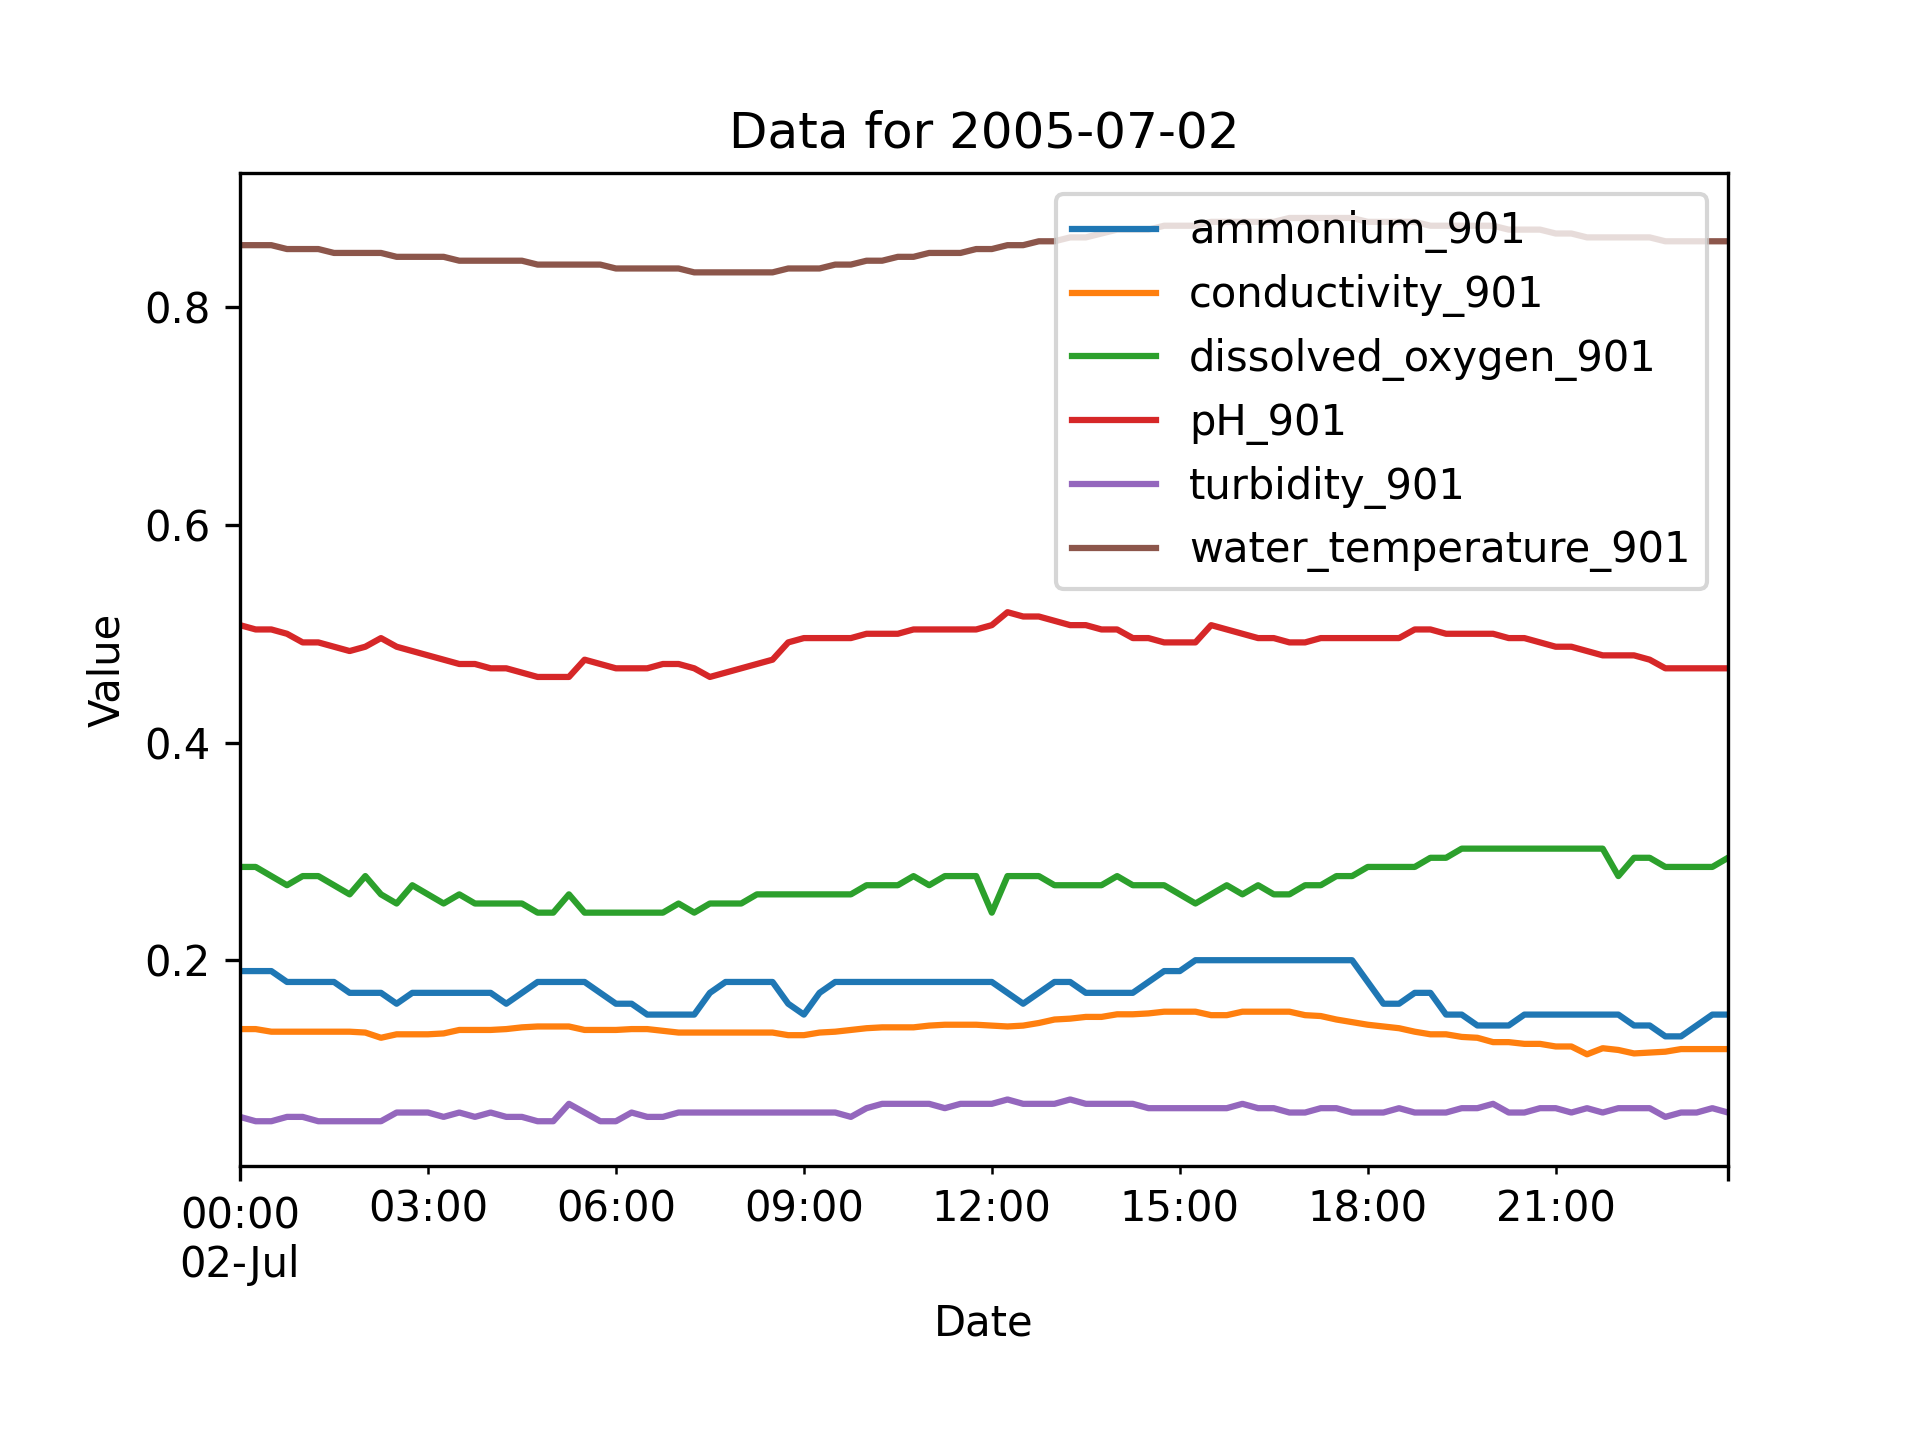 Data for 2005-07-02
ammonium_901
conductivity_901
dissolved_oxygen_901
pH_901
turbidity_901
water_temperature_901
Value
0.8
0.6
0.4
0.2
00:00
03:00
06:00
09:00
12:00
15:00
18:00
21:00
02-Jul
Date